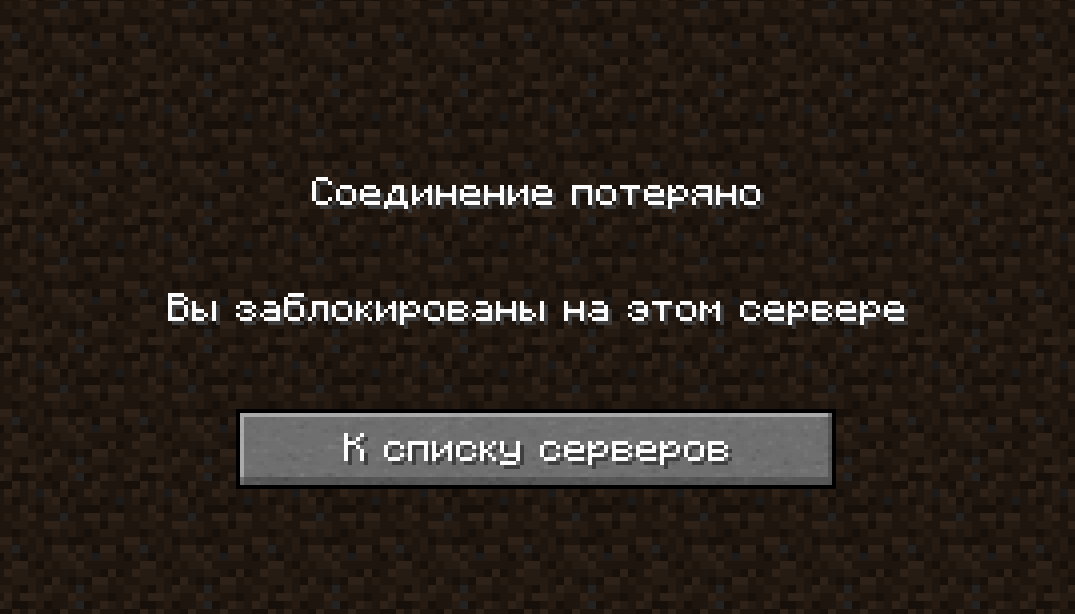 Соединение потеряно
Вы заблокированы на этом сервере
К списку серверов